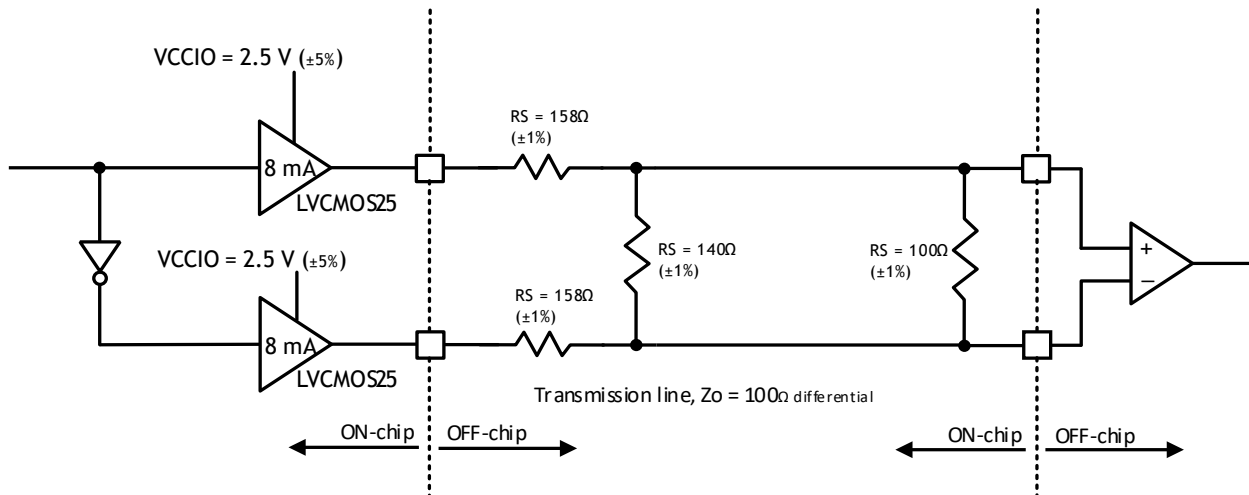 VCCIO = 2.5 V (±5%)
8 mA
LVCMOS25
RS = 158Ω
(±1%)
VCCIO = 2.5 V (±5%)
8 mA
LVCMOS25
RS = 158Ω
(±1%)
RS = 140Ω
(±1%)
RS = 100Ω
(±1%)
+
−
Transmission line, Zo = 100Ω differential
ON-chip
OFF-chip
ON-chip
OFF-chip